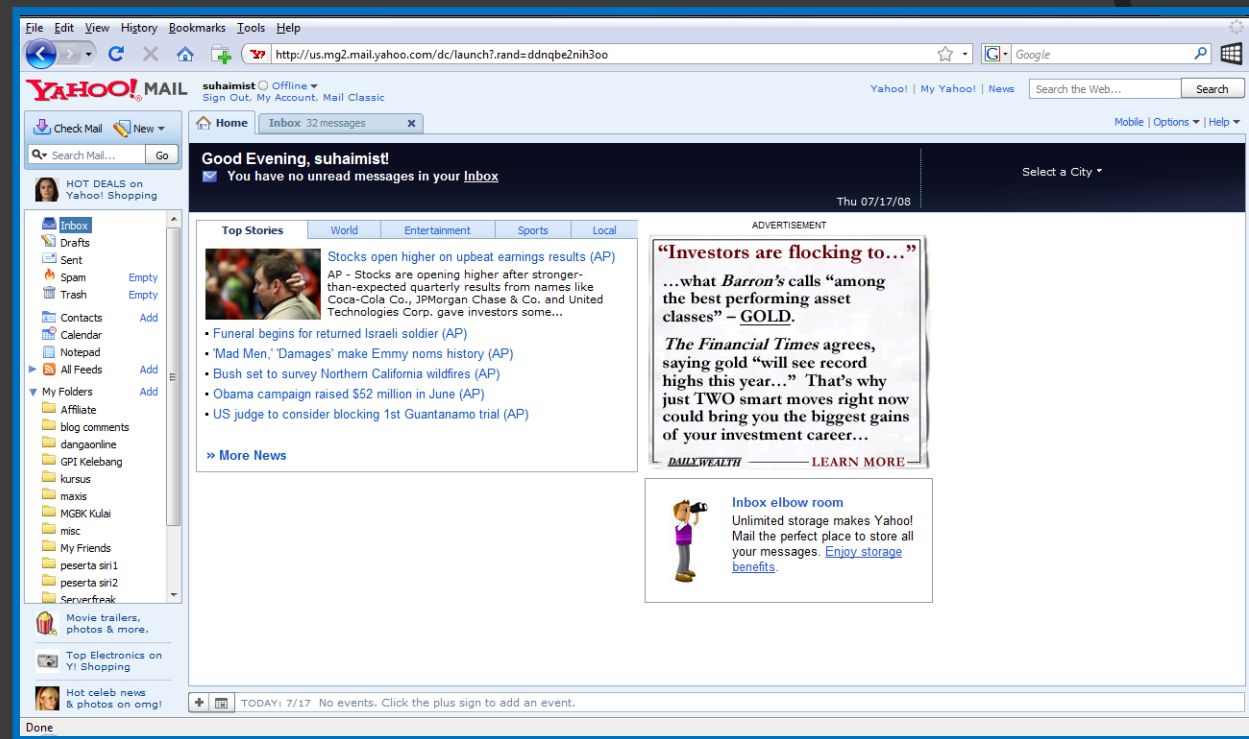 File Edit View History Bookmarks Tools Help
http://us.mg2.mail.yahoo.com/dc/launch?.rand=ddnqbe2nih3oo
G Google
YAHOO! MAIL
suhaimist Offline
Sign Out, My Account, Mail Classic
Yahoo! | My Yahoo! | News Search the Web... Search
Check Mail New
Search Mail... Go
HOT DEALS on
Yahoo! Shopping
Inbox
Drafts
Sent
Spam Empty
Trash Empty
Contacts Add
Calendar
Notepad
All Feeds Add
My Folders Add
Affiliate
blog comments
dangaonline
GPI Kelebang
kursus
maxis
MGBK Kulai
misc
My Friends
peserta siri1
peserta siri2
Serverfreak
Movie trailers,
photos & more.
Top Electronics on
Y! Shopping
Hot celeb news
& photos on omg!
Home Inbox 32 messages x
Mobile | Options | Help
Good Evening, suhaimist!
You have no unread messages in your Inbox
Select a City
Thu 07/17/08
Top Stories World Entertainment Sports Local
Stocks open higher on upbeat earnings results (AP)
AP - Stocks are opening higher after stronger-
than-expected quarterly results from names like
Coca-Cola Co., JPMorgan Chase & Co. and United
Technologies Corp. gave investors some...
▪ Funeral begins for returned Israeli soldier (AP)
▪ 'Mad Men,' 'Damages' make Emmy noms history (AP)
▪ Bush set to survey Northern California wildfires (AP)
▪ Obama campaign raised $52 million in June (AP)
▪ US judge to consider blocking 1st Guantanamo trial (AP)
» More News
ADVERTISEMENT
“Investors are flocking to…”
…what Barron’s calls “among
the best performing asset
classes” – GOLD.
The Financial Times agrees,
saying gold “will see record
highs this year…” That’s why
just TWO smart moves right now
could bring you the biggest gains
of your investment career…
DAILYWEALTH LEARN MORE
Inbox elbow room
Unlimited storage makes Yahoo!
Mail the perfect place to store all
your messages. Enjoy storage
benefits.
TODAY: 7/17 No events. Click the plus sign to add an event.
Done